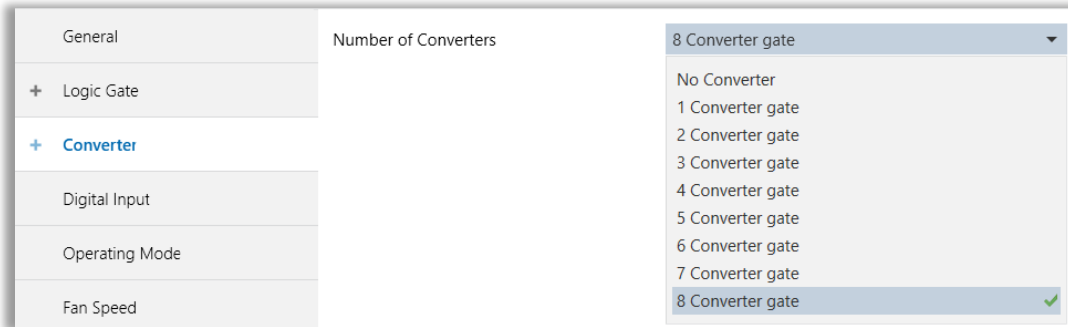 General
Logic Gate
Converter
Digital Input
Operating Mode
Fan Speed
Number of Converters
8 Converter gate
No Converter
1 Converter gate
2 Converter gate
3 Converter gate
4 Converter gate
5 Converter gate
6 Converter gate
7 Converter gate
8 Converter gate